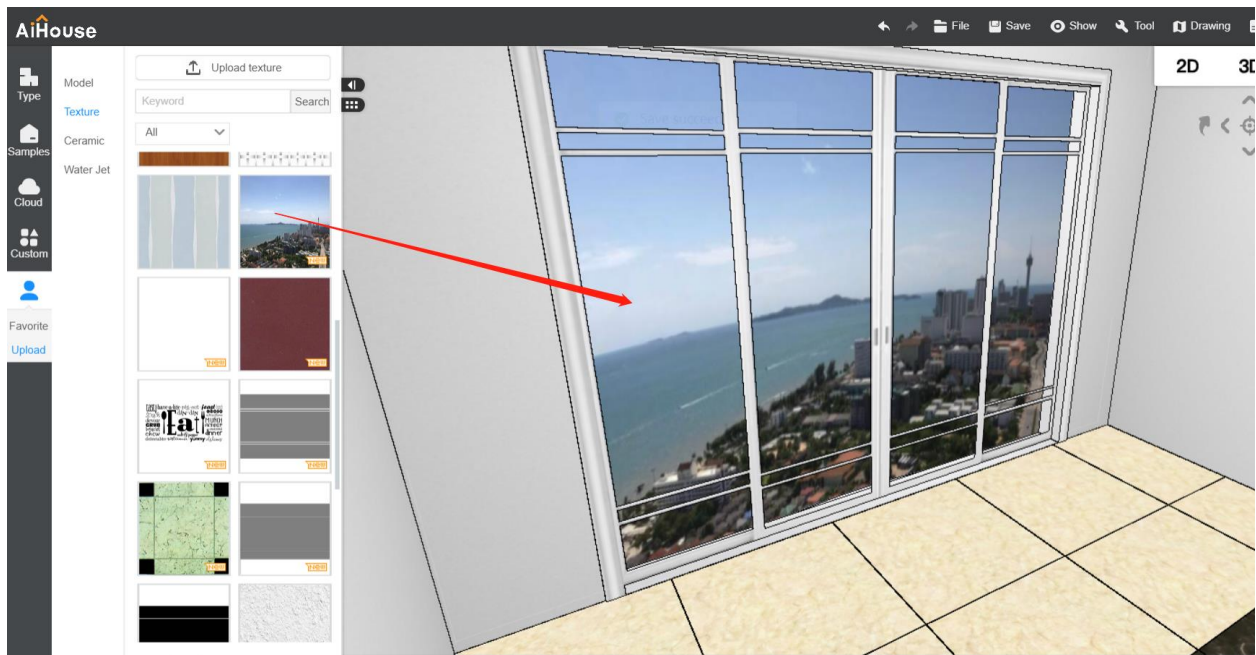 AiHouse
File
Save
Show
Tool
Drawing
Type
Samples
Cloud
Custom
Favorite
Upload
Model
Texture
Ceramic
Water Jet
Upload texture
Keyword
Search
All
Eat
2D
3D